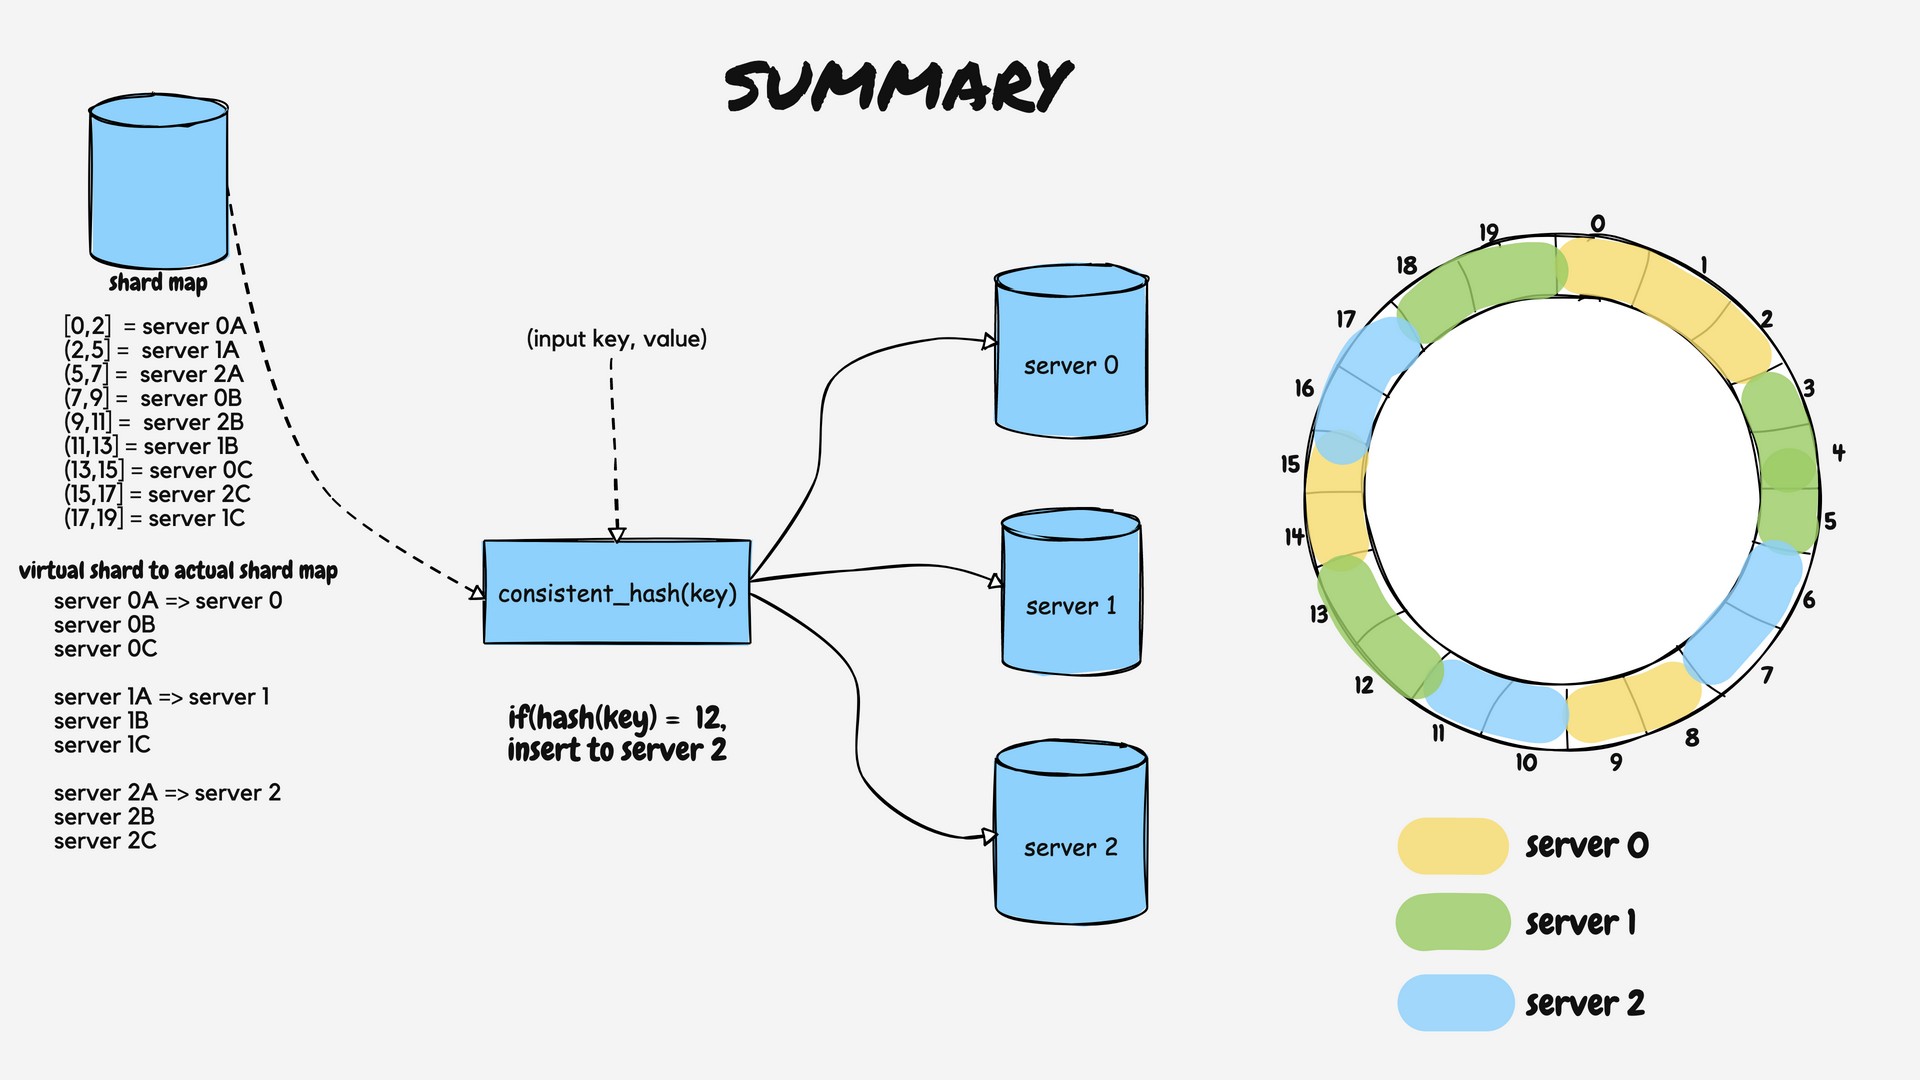 SUMMARY
shard map
[0,2] = server 0A
(2,5] = server 1A
(5,7] = server 2A
(7,9] = server 0B
(9,11] = server 2B
(11,13] = server 1B
(13,15] = server 0C
(15,17] = server 2C
(17,19] = server 1C
virtual shard to actual shard map
server 0A => server 0
server 0B
server 0C
server 1A => server 1
server 1B
server 1C
server 2A => server 2
server 2B
server 2C
(input key, value)
consistent_hash(key)
if(hash(key) = 12,
insert to server 2
server 0
server 1
server 2
0
1
2
3
4
5
6
7
8
9
10
11
12
13
14
15
16
17
18
19
server 0
server 1
server 2